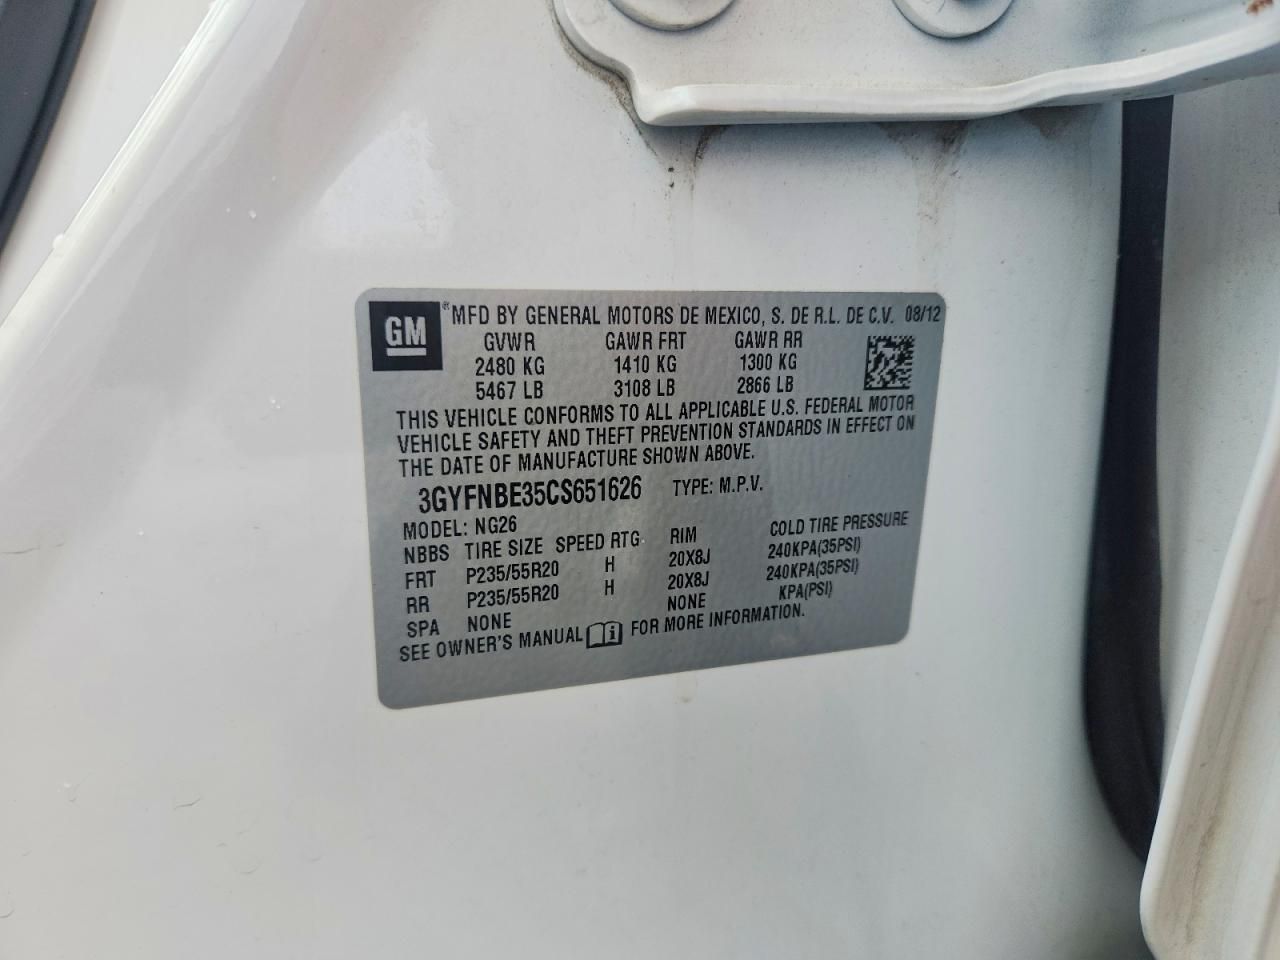 GM ® MFD BY GENERAL MOTORS DE MEXICO, S. DE R.L. DE C.V. 08/12
GVWR GAWR FRT GAWR RR
2480 KG 1410 KG 1300 KG
5467 LB 3108 LB 2866 LB
THIS VEHICLE CONFORMS TO ALL APPLICABLE U.S. FEDERAL MOTOR
VEHICLE SAFETY AND THEFT PREVENTION STANDARDS IN EFFECT ON
THE DATE OF MANUFACTURE SHOWN ABOVE.
3GYFNBE35CS651626 TYPE: M.P.V.
MODEL: NG26
NBBS TIRE SIZE SPEED RTG RIM COLD TIRE PRESSURE
FRT P235/55R20 H 20X8J 240KPA(35PSI)
RR P235/55R20 H 20X8J 240KPA(35PSI)
SPA NONE NONE KPA(PSI)
SEE OWNER'S MANUAL i FOR MORE INFORMATION.